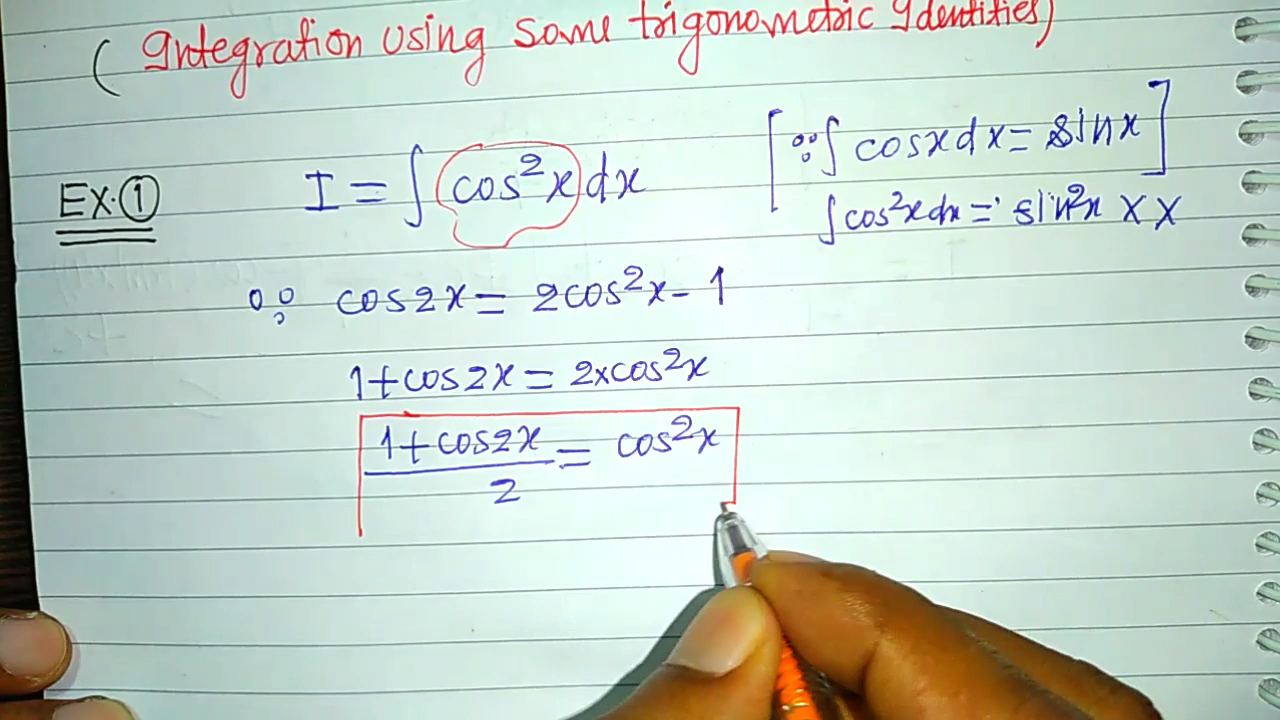 ( Integration using some trigonometric Identities)
Ex.① I = ∫ cos²x dx [∵ ∫ cosx dx = sinx]
∫ cos²x dx = sin²x X X
∵ cos2x = 2cos²x - 1
1+cos2x = 2xcos²x
1+cos2x/2 = cos²x